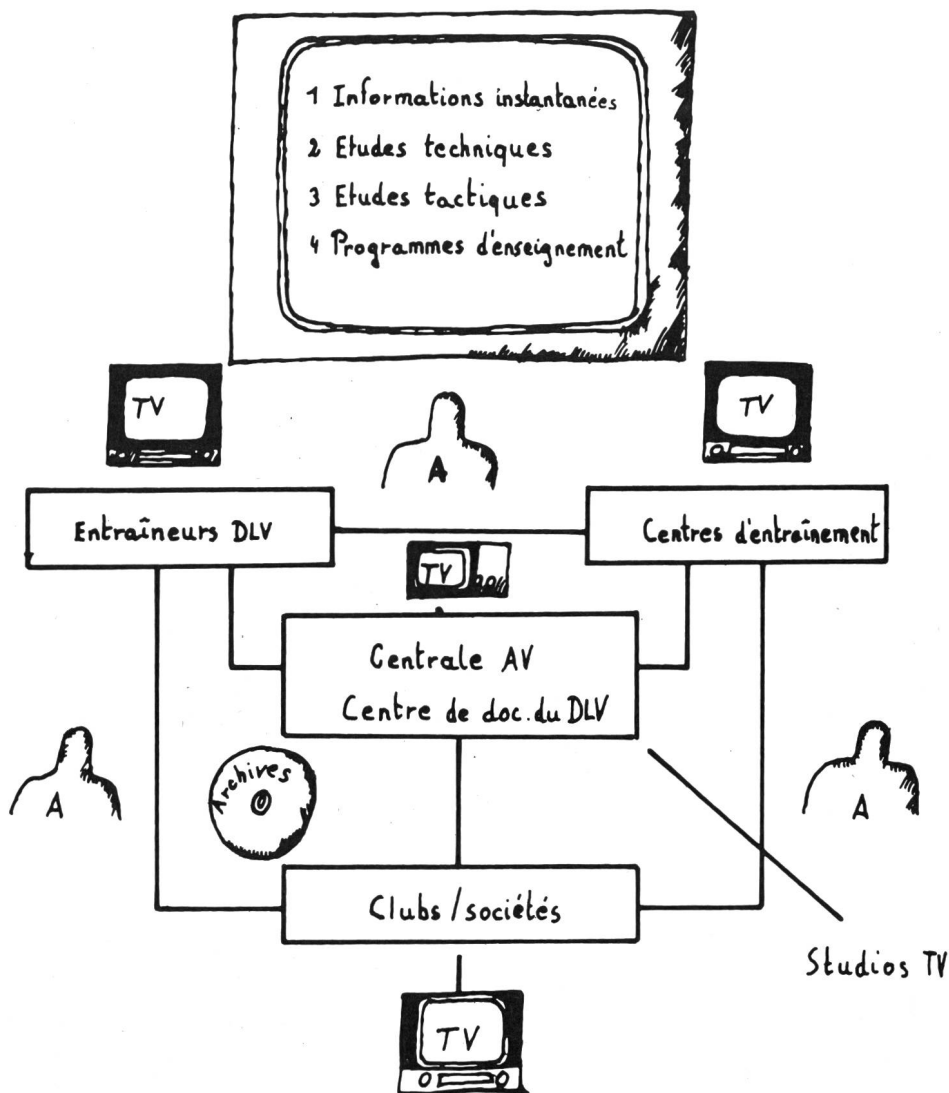 1 Informations instantanées
2 Etudes techniques
3 Etudes tactiques
4 Programmes d'enseignement
TV
TV
A
Entraîneurs DLV
Centres d'entraînement
TV
Centrale AV
Centre de doc. du DLV
A
Archives
A
Clubs / sociétés
Studios TV
TV